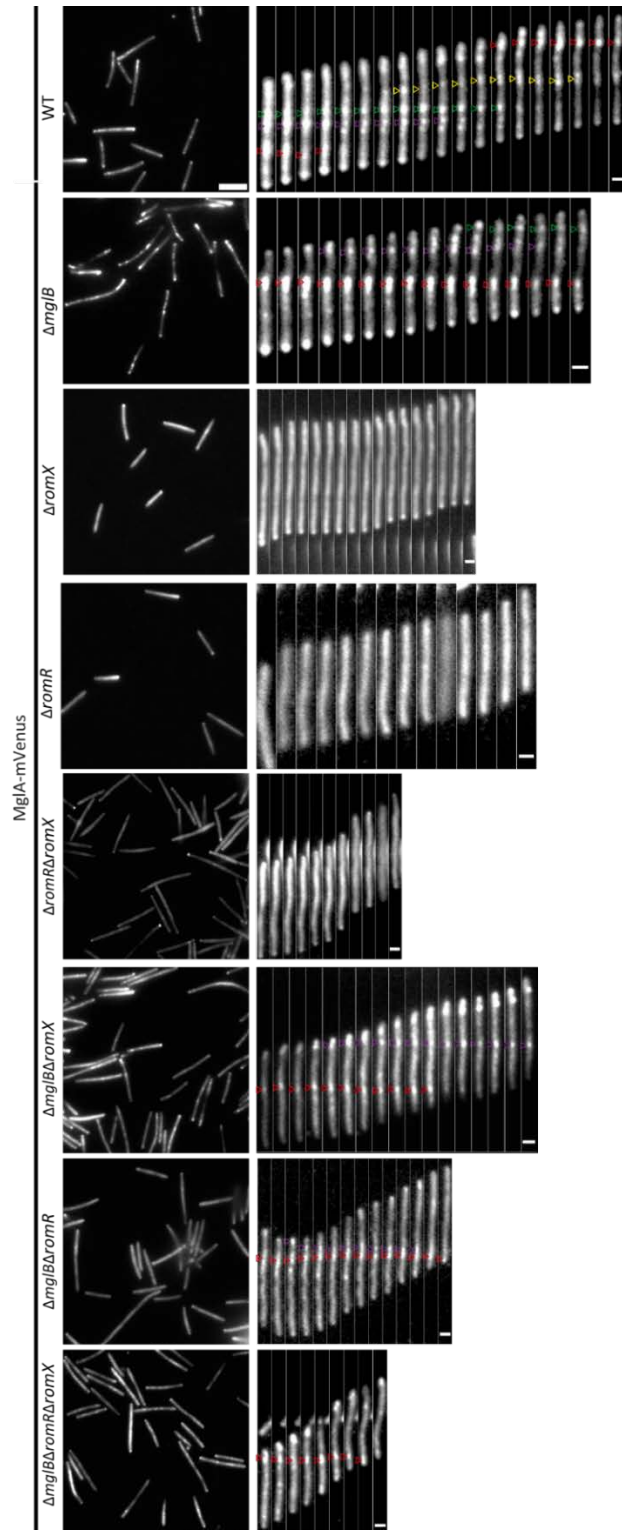 MglA-mVenus
WT
ΔmglB
ΔromX
ΔromR
ΔromRΔromX
ΔmglBΔromX
ΔmglBΔromR
ΔmglBΔromRΔromX